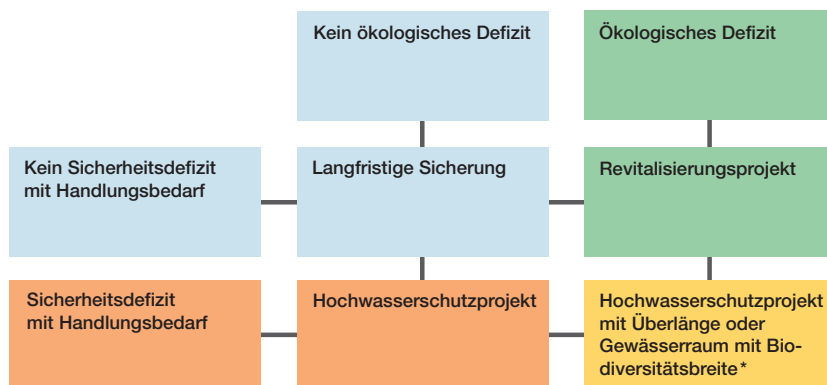 Kein ökologisches Defizit
Ökologisches Defizit
Kein Sicherheitsdefizit
mit Handlungsbedarf
Langfristige Sicherung
Revitalisierungsprojekt
Sicherheitsdefizit
mit Handlungsbedarf
Hochwasserschutzprojekt
Hochwasserschutzprojekt
mit Überlänge oder
Gewässerraum mit Bio-
diversitätsbreite*